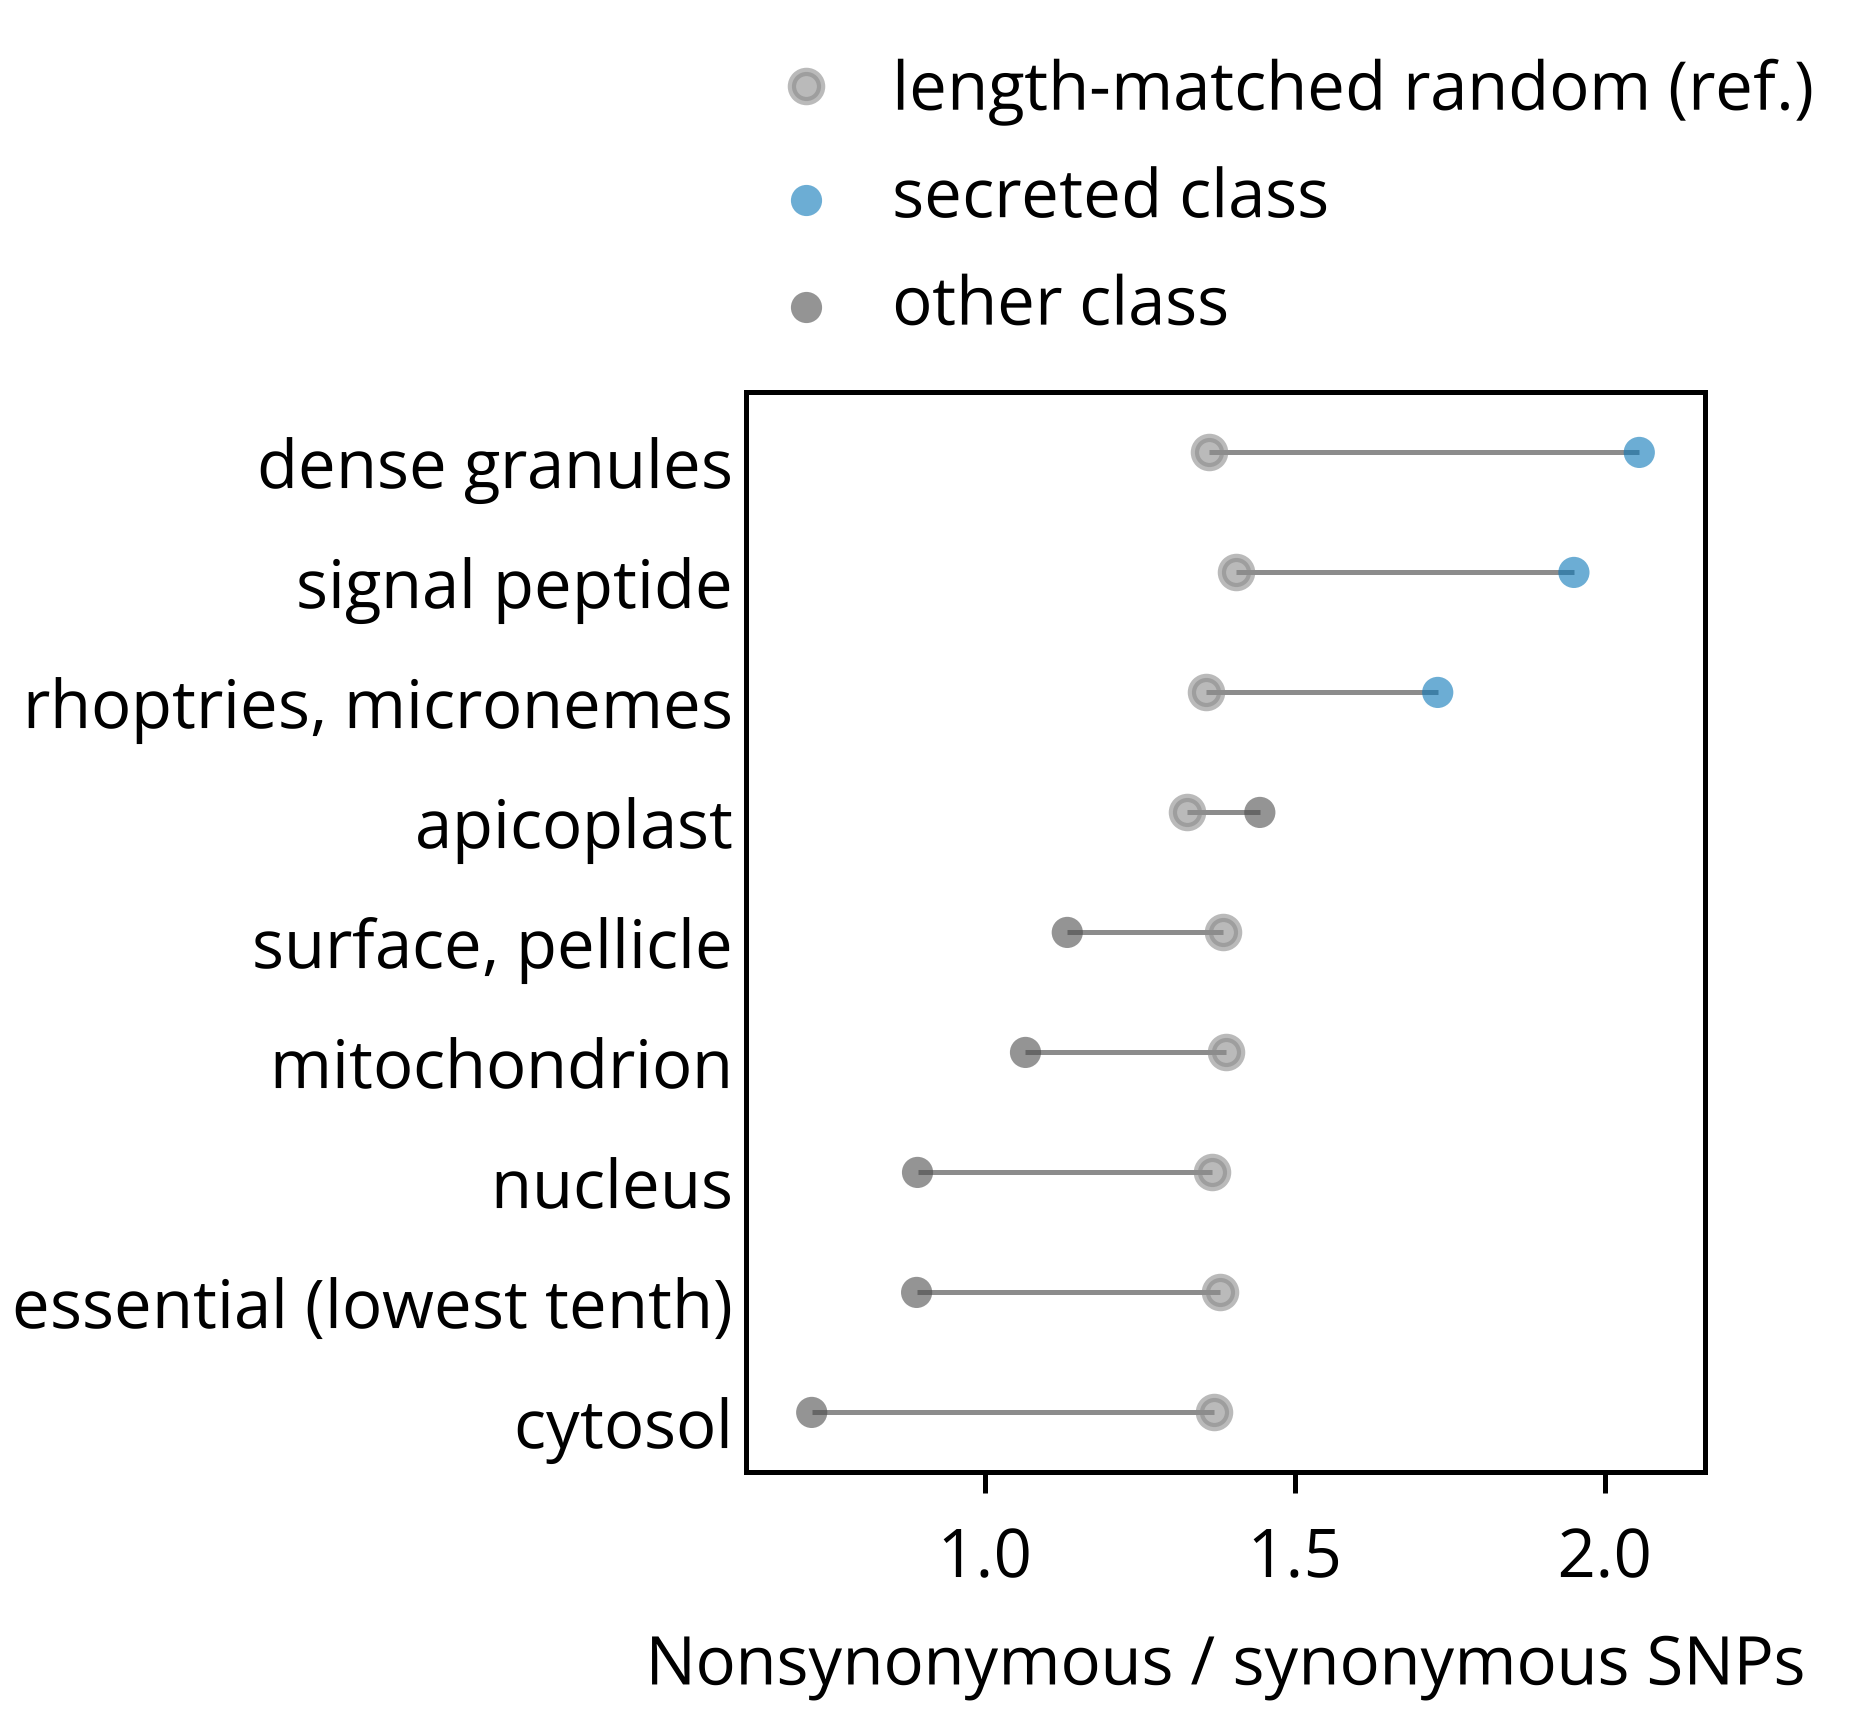 length-matched random (ref.)
secreted class
other class
dense granules
signal peptide
rhoptries, micronemes
apicoplast
surface, pellicle
mitochondrion
nucleus
essential (lowest tenth)
cytosol
1.0 1.5 2.0
Nonsynonymous / synonymous SNPs